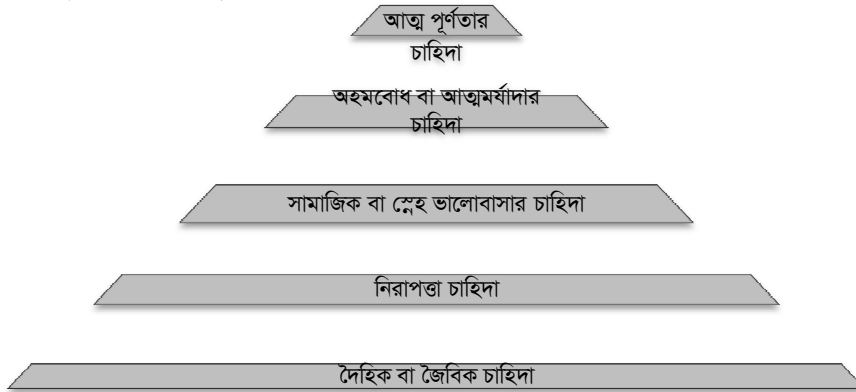 আত্ম পূর্ণতার
চাহিদা
অহমবোধ বা আত্মমর্যাদার
চাহিদা
সামাজিক বা স্নেহ ভালোবাসার চাহিদা
নিরাপত্তা চাহিদা
দৈহিক বা জৈবিক চাহিদা